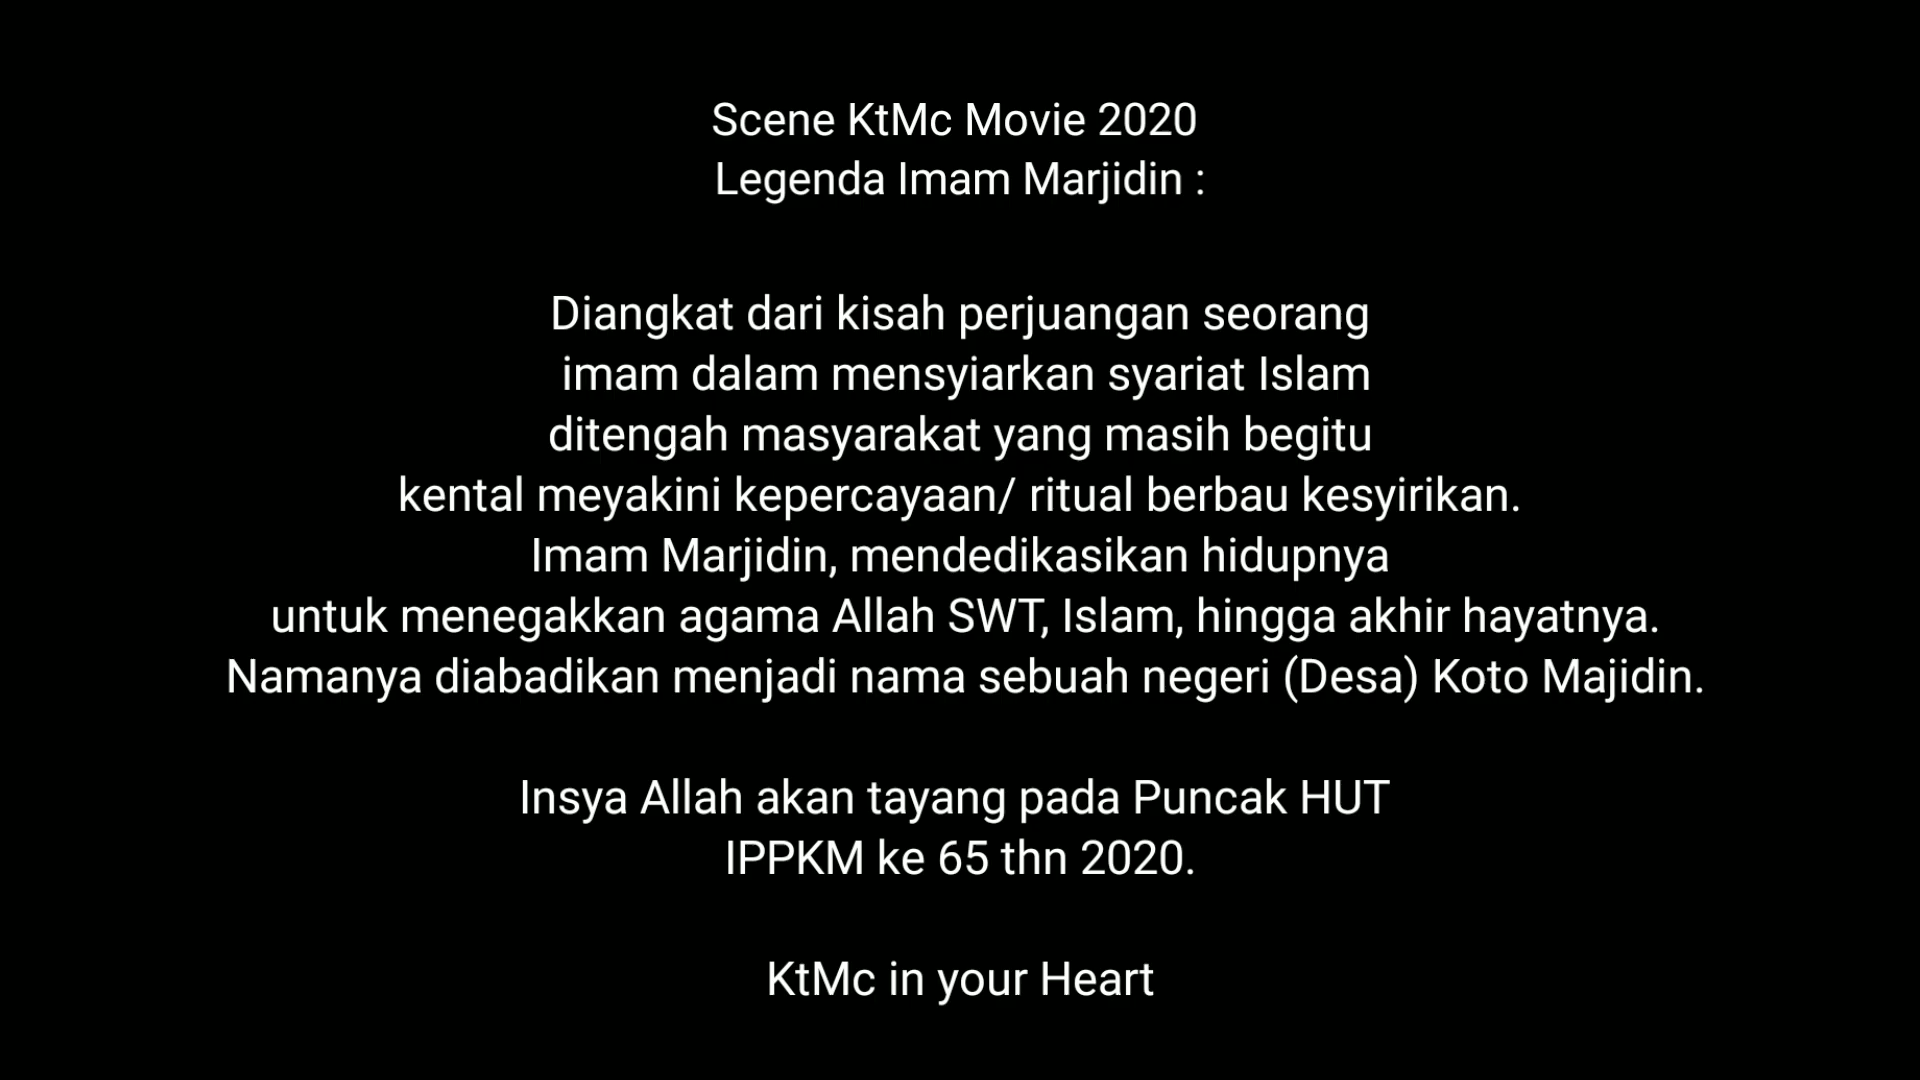 Scene KtMc Movie 2020
Legenda Imam Marjidin :
Diangkat dari kisah perjuangan seorang
imam dalam mensyiarkan syariat Islam
ditengah masyarakat yang masih begitu
kental meyakini kepercayaan/ ritual berbau kesyirikan.
Imam Marjidin, mendedikasikan hidupnya
untuk menegakkan agama Allah SWT, Islam, hingga akhir hayatnya.
Namanya diabadikan menjadi nama sebuah negeri (Desa) Koto Majidin.
Insya Allah akan tayang pada Puncak HUT
IPPKM ke 65 thn 2020.
KtMc in your Heart